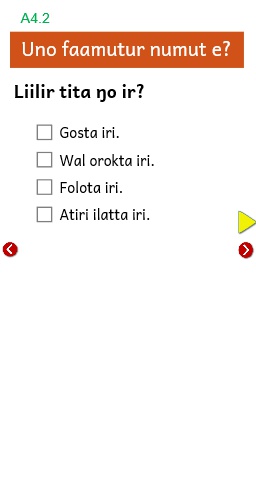 A4.2
Uno faamutur numut e?
Liilir tita ŋo ir?
Gosta iri.
Wal orokta iri.
Folota iri.
Atiri ilatta iri.